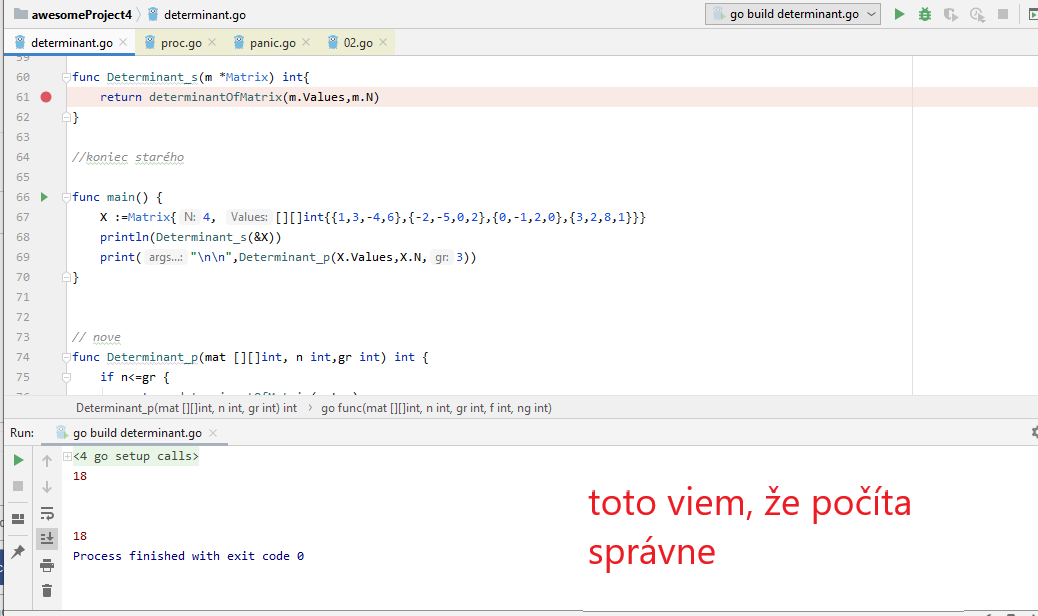 awesomeProject4 determinant.go go build determinant.go
determinant.go proc.go panic.go 02.go
59
60 func Determinant_s(m *Matrix) int{
61 return determinantOfMatrix(m.Values,m.N)
62 }
63
64 //koniec starého
65
66 func main() {
67 X :=Matrix{ N: 4, Values: [][]int{{1,3,-4,6},{-2,-5,0,2},{0,-1,2,0},{3,2,8,1}}}
68 println(Determinant_s(&X))
69 print( args...: "\n\n",Determinant_p(X.Values,X.N, gr: 3))
70 }
71
72
73 // nove
74 func Determinant_p(mat [][]int, n int,gr int) int {
75 if n<=gr {
Determinant_p(mat [][]int, n int, gr int) int › go func(mat [][]int, n int, gr int, f int, ng int)
Run: go build determinant.go
<4 go setup calls>
18
18
Process finished with exit code 0
toto viem, že počíta
správne